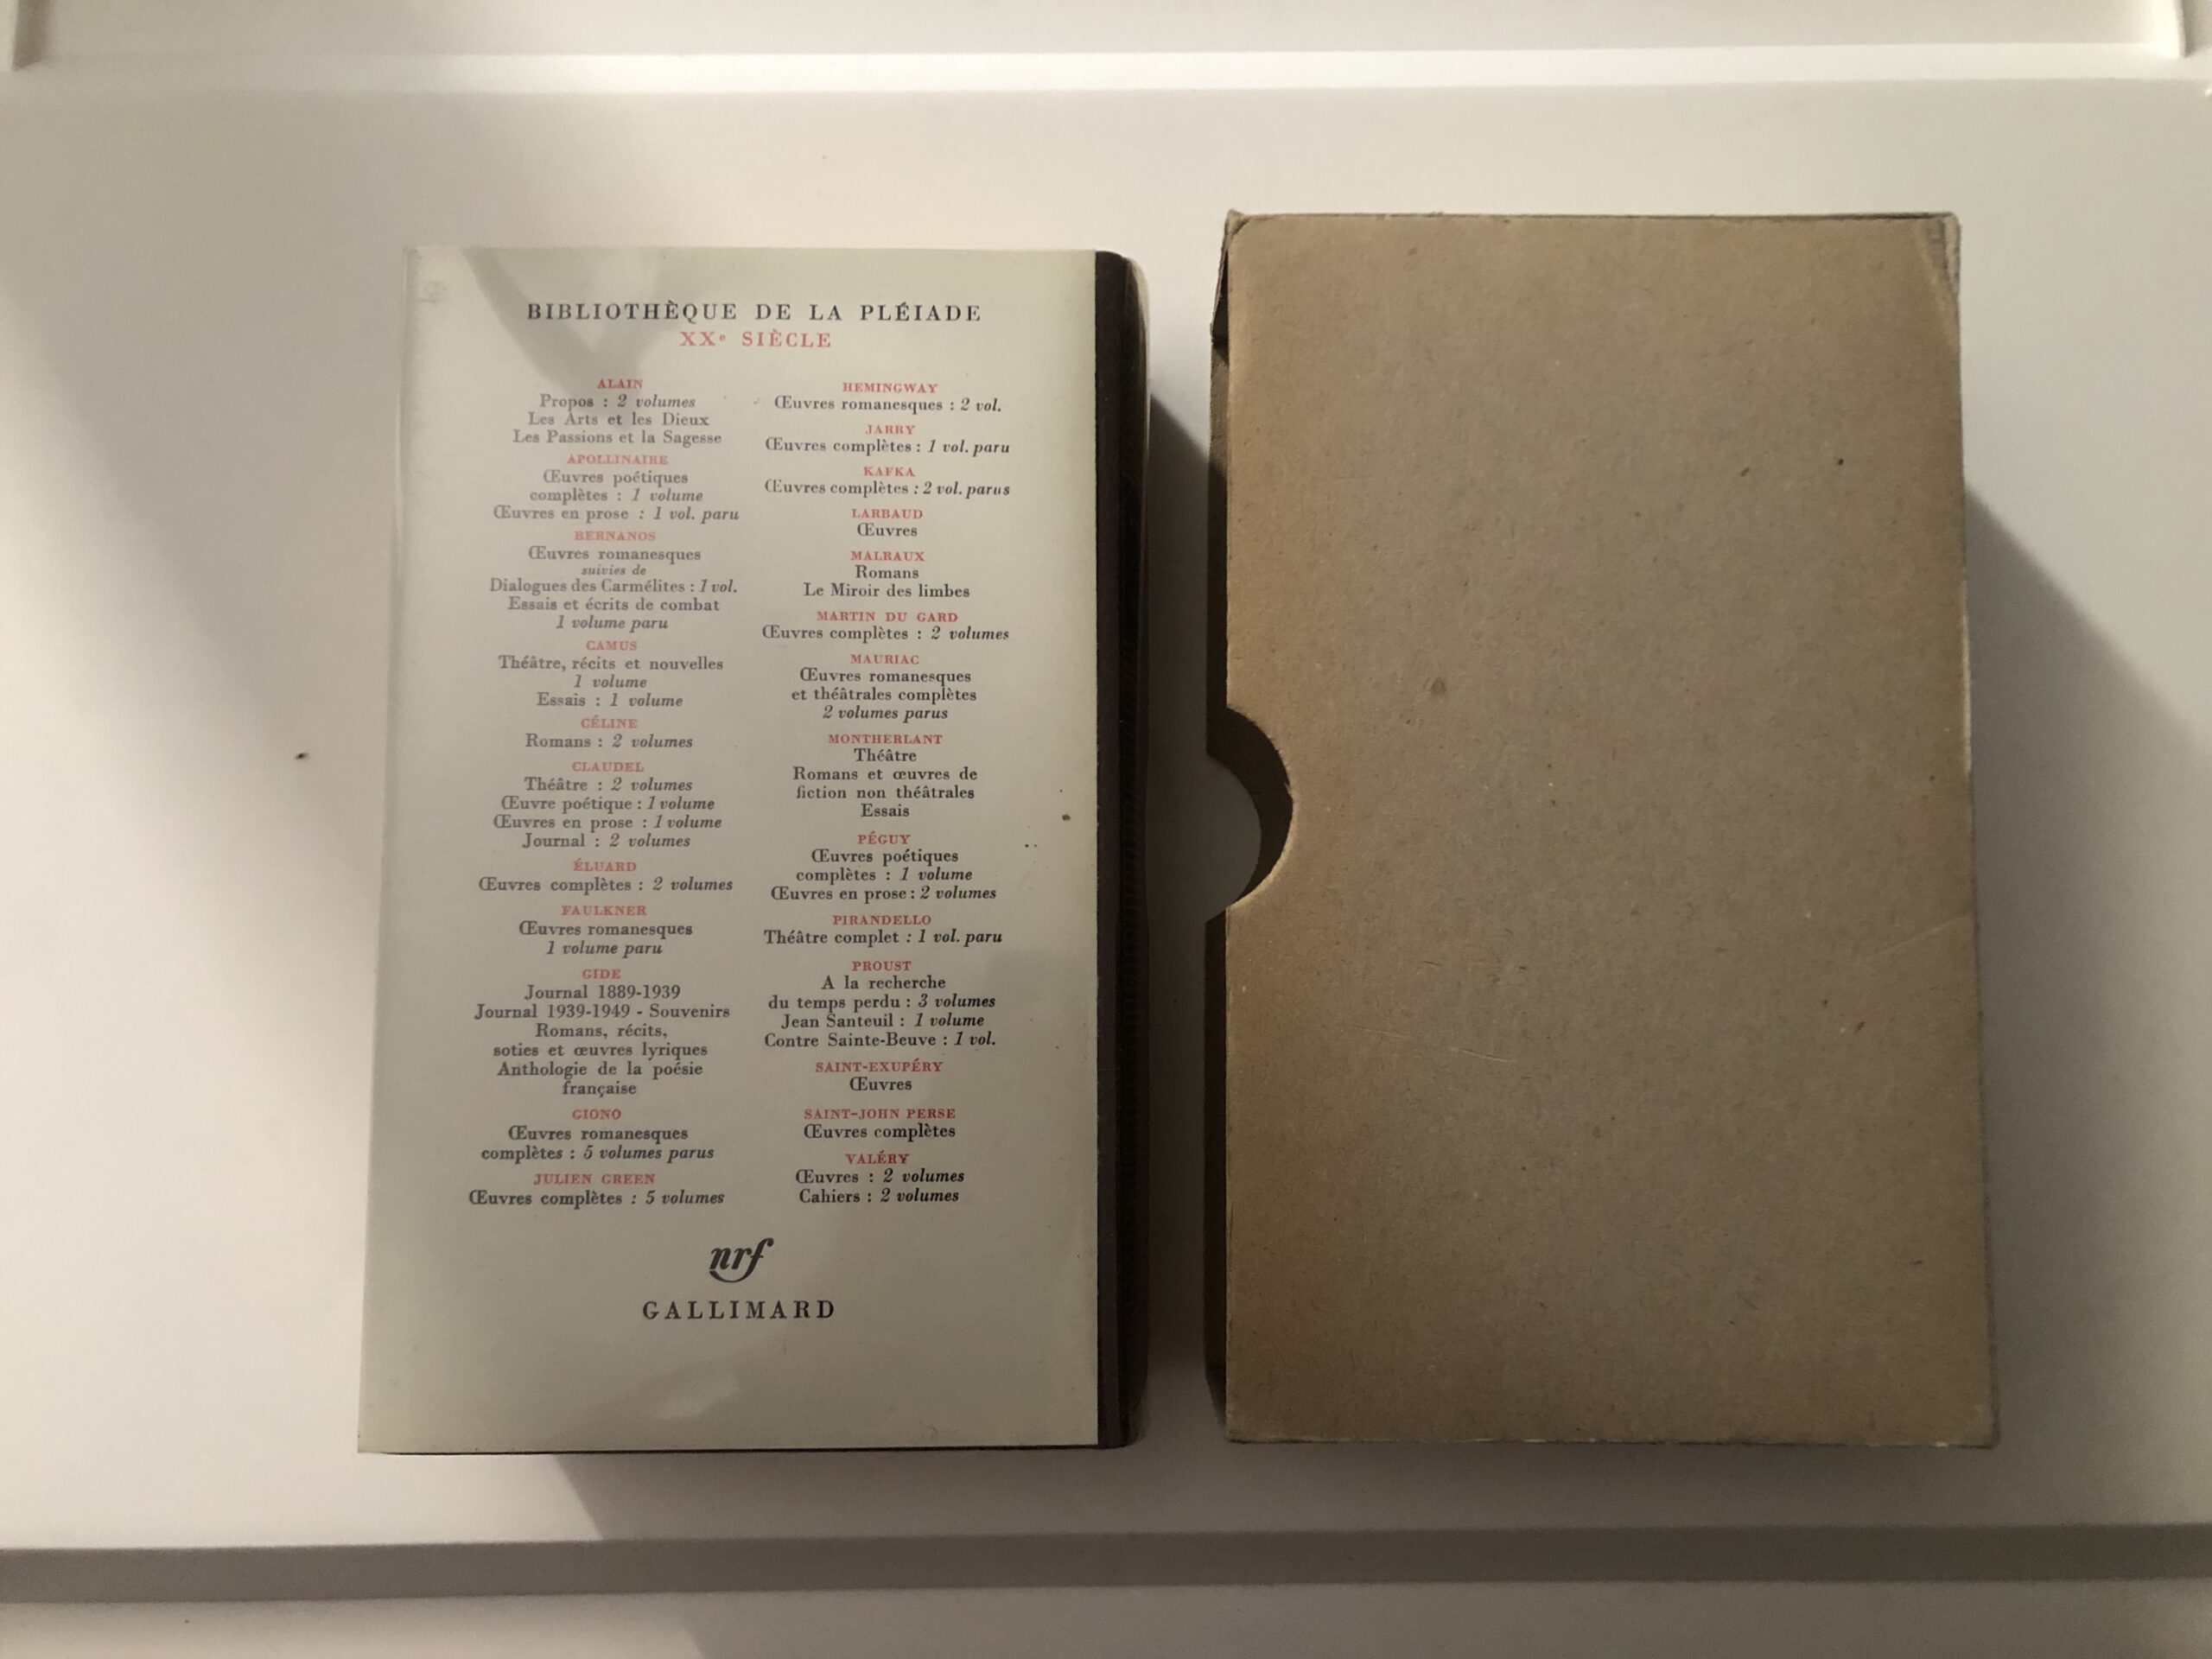 BIBLIOTHÈQUE DE LA PLÉIADE
XXe SIÈCLE
ALAIN
Propos : 2 volumes
Les Arts et les Dieux
Les Passions et la Sagesse
APOLLINAIRE
Œuvres poétiques
complètes : 1 volume
Œuvres en prose : 1 vol. paru
BERNANOS
Œuvres romanesques
suivies de
Dialogues des Carmélites : 1 vol.
Essais et écrits de combat
1 volume paru
CAMUS
Théâtre, récits et nouvelles
1 volume
Essais : 1 volume
CÉLINE
Romans : 2 volumes
CLAUDEL
Théâtre : 2 volumes
Œuvre poétique : 1 volume
Œuvres en prose : 1 volume
Journal : 2 volumes
ÉLUARD
Œuvres complètes : 2 volumes
FAULKNER
Œuvres romanesques
1 volume paru
GIDE
Journal 1889-1939
Journal 1939-1949 - Souvenirs
Romans, récits,
soties et œuvres lyriques
Anthologie de la poésie
française
GIONO
Œuvres romanesques
complètes : 5 volumes parus
JULIEN GREEN
Œuvres complètes : 5 volumes
HEMINGWAY
Œuvres romanesques : 2 vol.
JARRY
Œuvres complètes : 1 vol. paru
KAFKA
Œuvres complètes : 2 vol. parus
LARBAUD
Œuvres
MALRAUX
Romans
Le Miroir des limbes
MARTIN DU GARD
Œuvres complètes : 2 volumes
MAURIAC
Œuvres romanesques
et théâtrales complètes
2 volumes parus
MONTHERLANT
Théâtre
Romans et œuvres de
fiction non théâtrales
Essais
PÉGUY
Œuvres poétiques
complètes : 1 volume
Œuvres en prose : 2 volumes
PIRANDELLO
Théâtre complet : 1 vol. paru
PROUST
A la recherche
du temps perdu : 3 volumes
Jean Santeuil : 1 volume
Contre Sainte-Beuve : 1 vol.
SAINT-EXUPÉRY
Œuvres
SAINT-JOHN PERSE
Œuvres complètes
VALÉRY
Œuvres : 2 volumes
Cahiers : 2 volumes
nrf
GALLIMARD